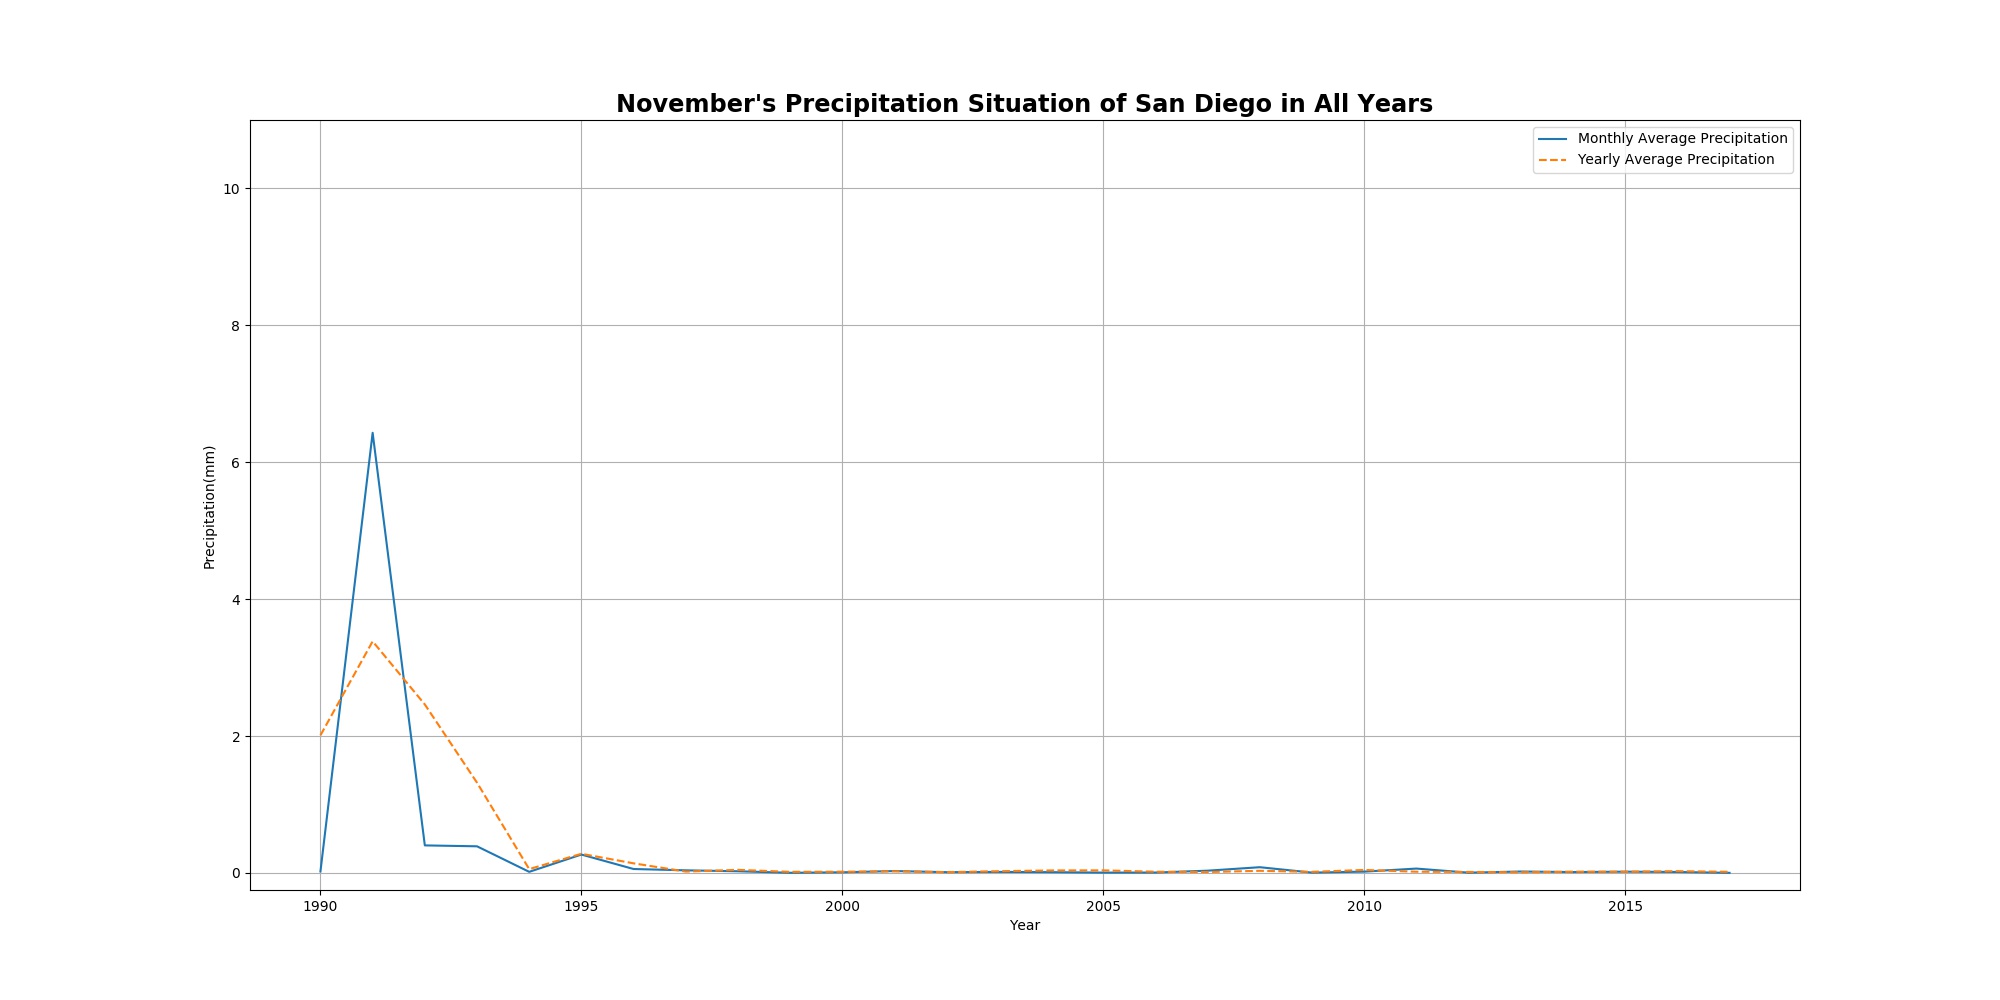 November's Precipitation Situation of San Diego in All Years
Monthly Average Precipitation
Yearly Average Precipitation
10
8
6
4
2
0
Precipitation(mm)
1990 1995 2000 2005 2010 2015
Year